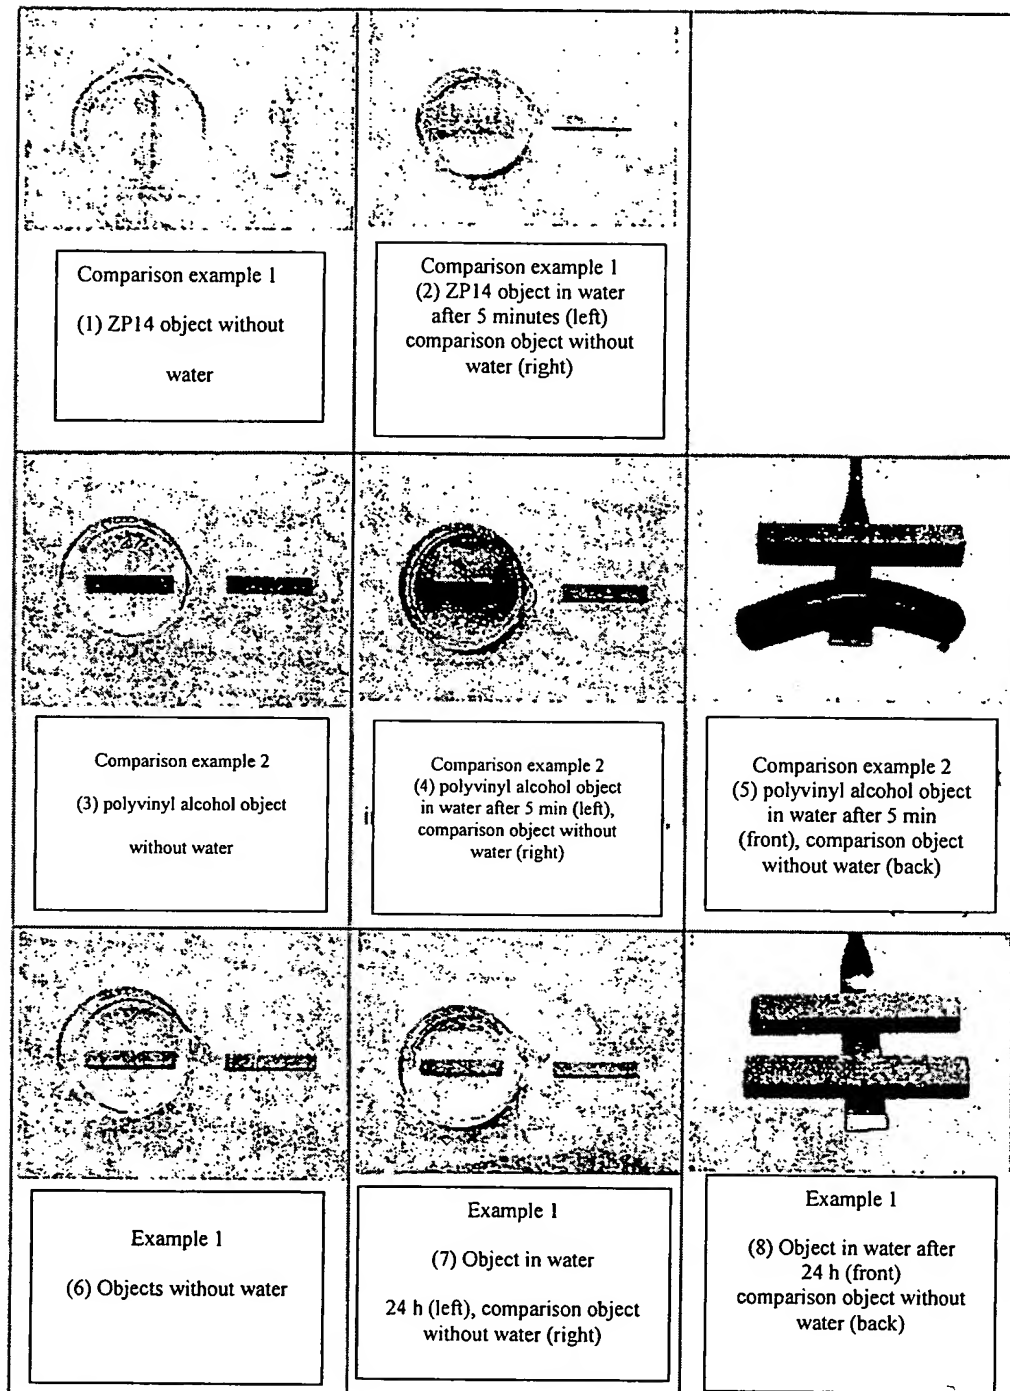 Comparison example 1
(1) ZP14 object without
water
Comparison example 1
(2) ZP14 object in water
after 5 minutes (left)
comparison object without
water (right)
Comparison example 2
(3) polyvinyl alcohol object
without water
Comparison example 2
(4) polyvinyl alcohol object
in water after 5 min (left),
comparison object without
water (right)
Comparison example 2
(5) polyvinyl alcohol object
in water after 5 min
(front), comparison object
without water (back)
Example 1
(6) Objects without water
Example 1
(7) Object in water
24 h (left), comparison object
without water (right)
Example 1
(8) Object in water after
24 h (front)
comparison object without
water (back)